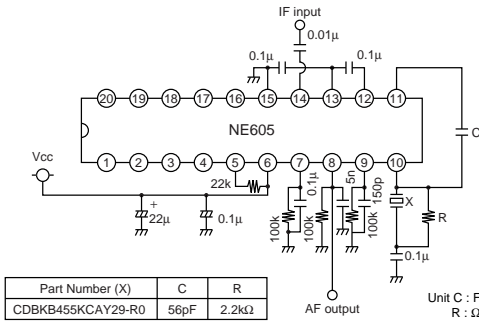 IF input
0.01µ
0.1µ
0.1µ
20 19 18 17 16 15 14 13 12 11
NE605
C
Vcc
1 2 3 4 5 6 7 8 9 10
22k
+
22µ
0.1µ
100k
0.1µ
100k
5n
100k
150p
X
R
0.1µ
AF output
Part Number (X) C R
CDBKB455KCAY29-R0 56pF 2.2kΩ
Unit C : F
R : Ω